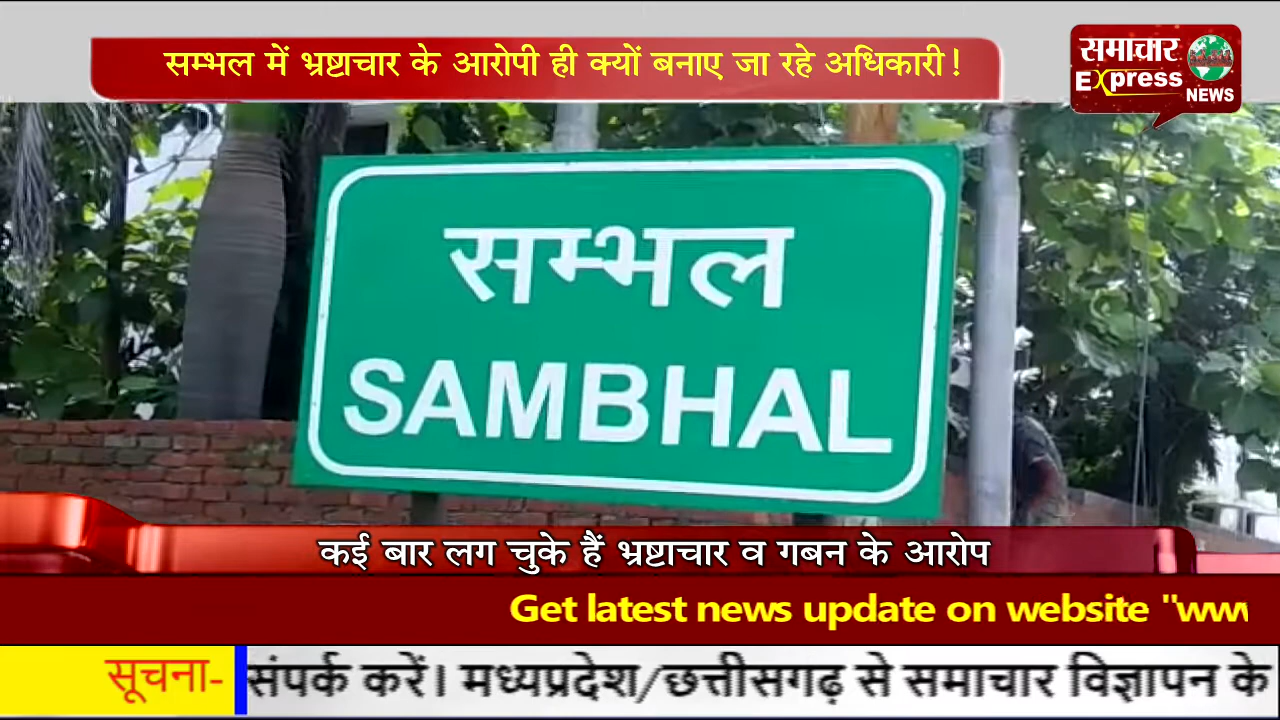 सम्भल में भ्रष्टाचार के आरोपी ही क्यों बनाए जा रहे अधिकारी!
समाचार
Express
NEWS
सम्भल
SAMBHAL
कई बार लग चुके हैं भ्रष्टाचार व गबन के आरोप
Get latest news update on website "www
सूचना- संपर्क करें। मध्यप्रदेश/छत्तीसगढ़ से समाचार विज्ञापन के